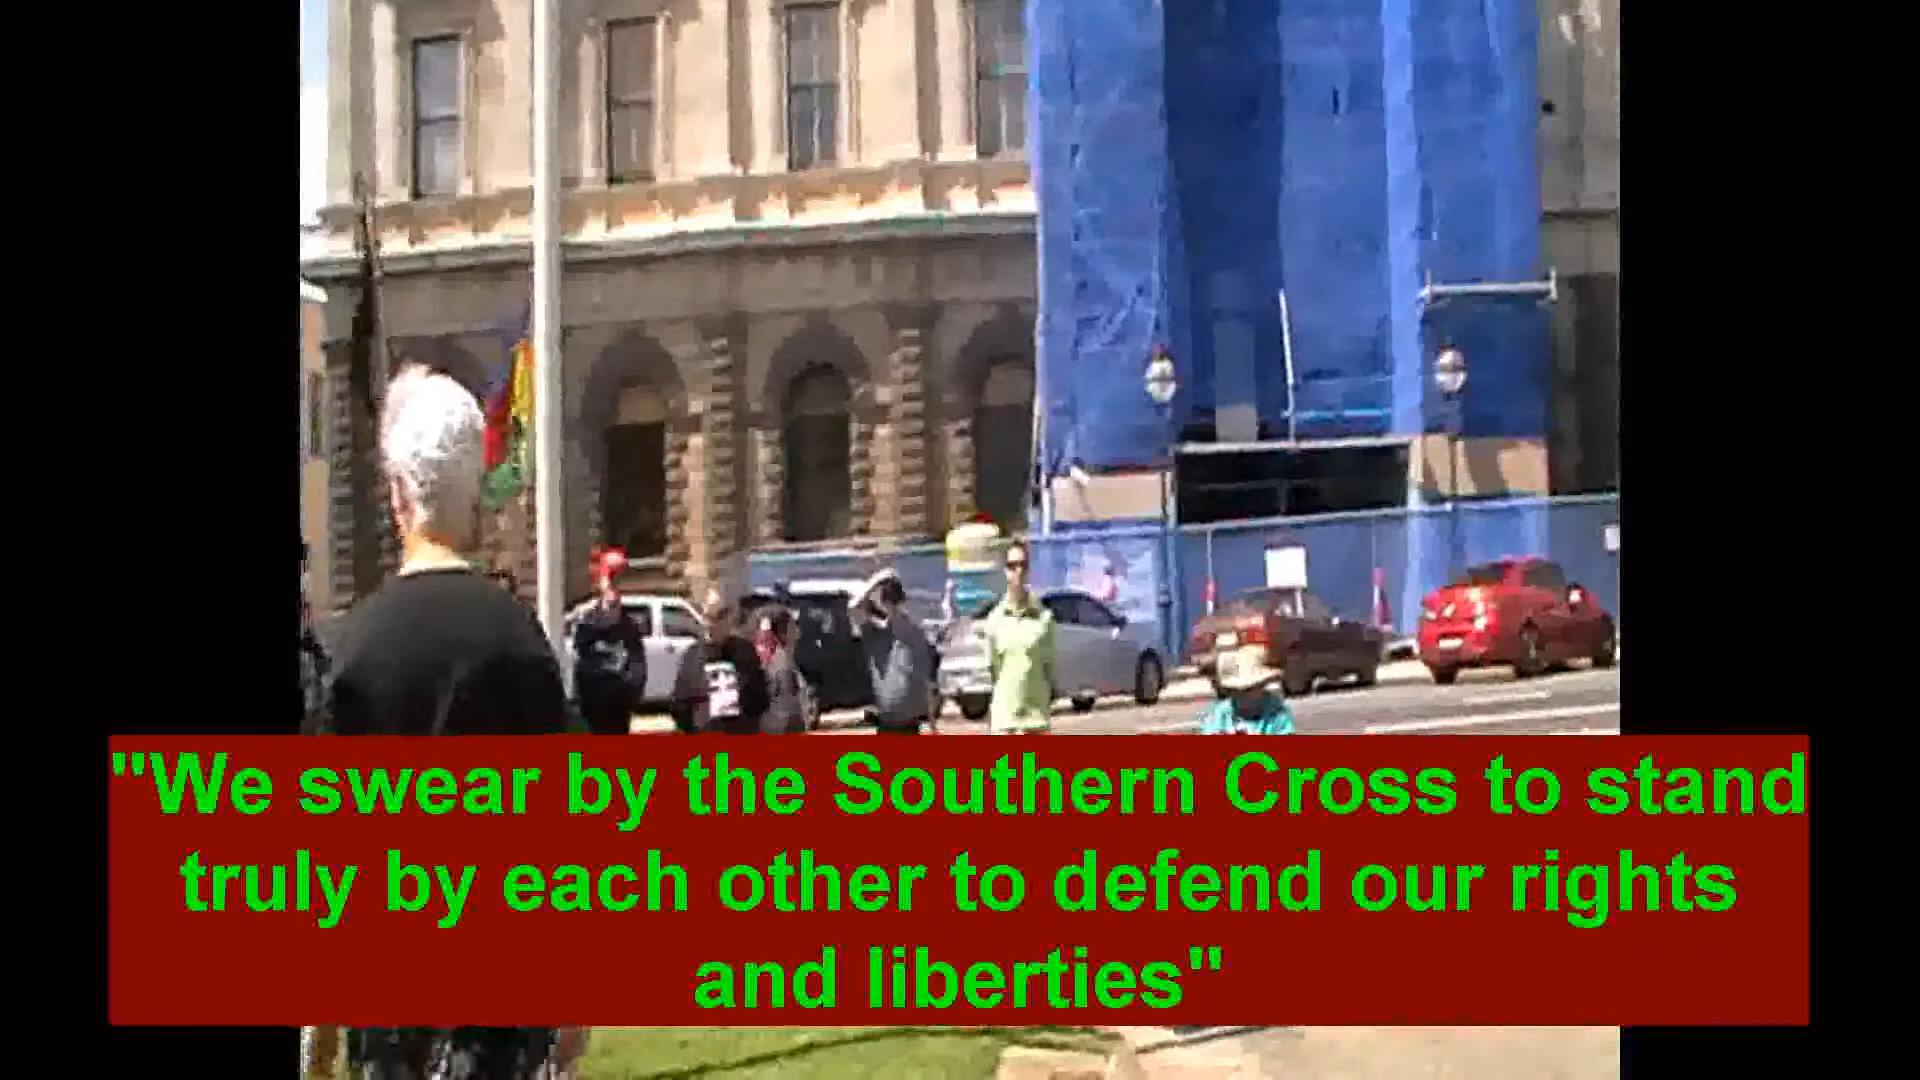 "We swear by the Southern Cross to stand
truly by each other to defend our rights
and liberties"